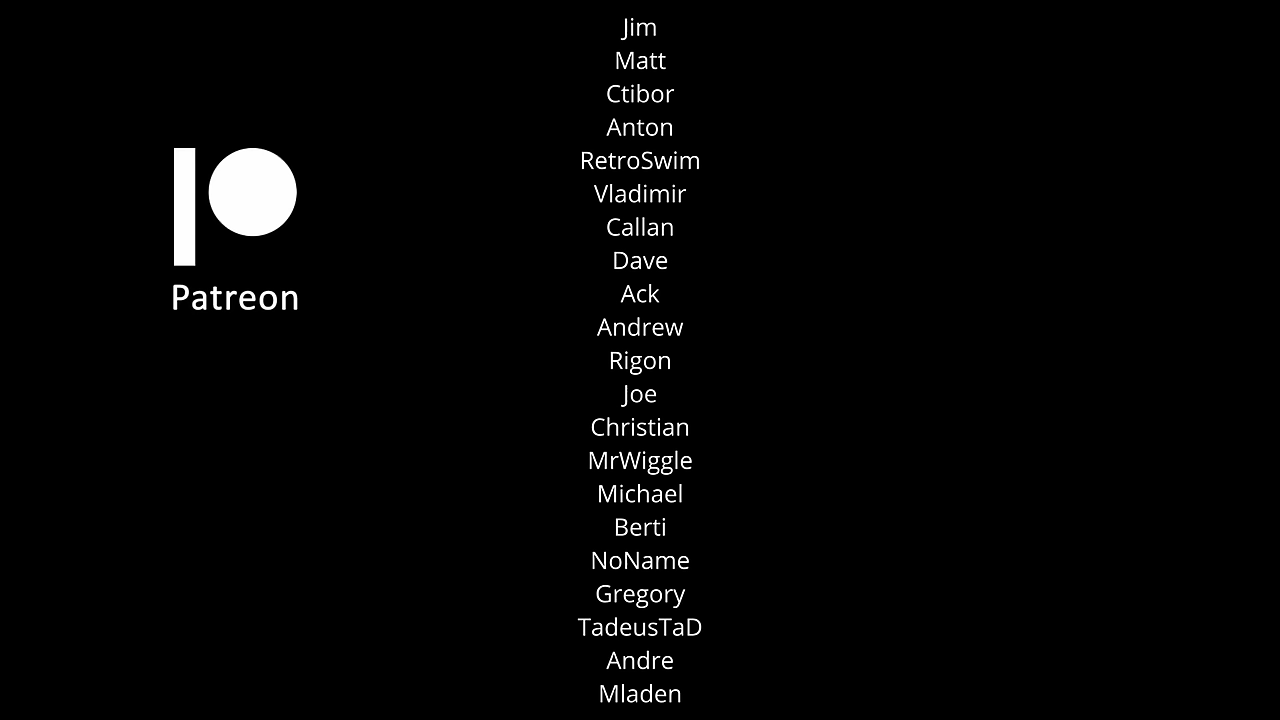 Patreon
Jim
Matt
Ctibor
Anton
RetroSwim
Vladimir
Callan
Dave
Ack
Andrew
Rigon
Joe
Christian
MrWiggle
Michael
Berti
NoName
Gregory
TadeusTaD
Andre
Mladen